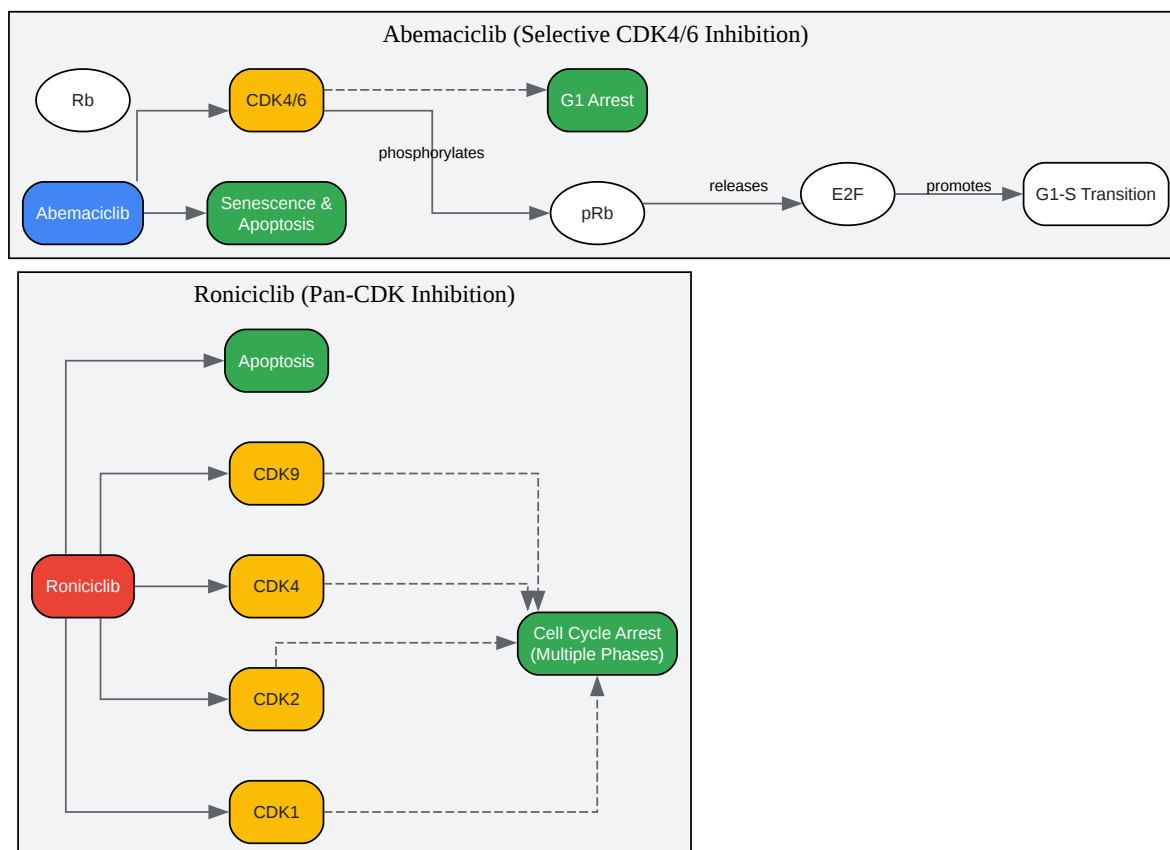 Abemaciclib (Selective CDK4/6 Inhibition)
Rb
CDK4/6
G1 Arrest
phosphorylates
Abemaciclib
Senescence &
Apoptosis
pRb
releases
E2F
promotes
G1-S Transition
Roniciclib (Pan-CDK Inhibition)
Apoptosis
CDK9
Roniciclib
CDK4
Cell Cycle Arrest
(Multiple Phases)
CDK2
CDK1